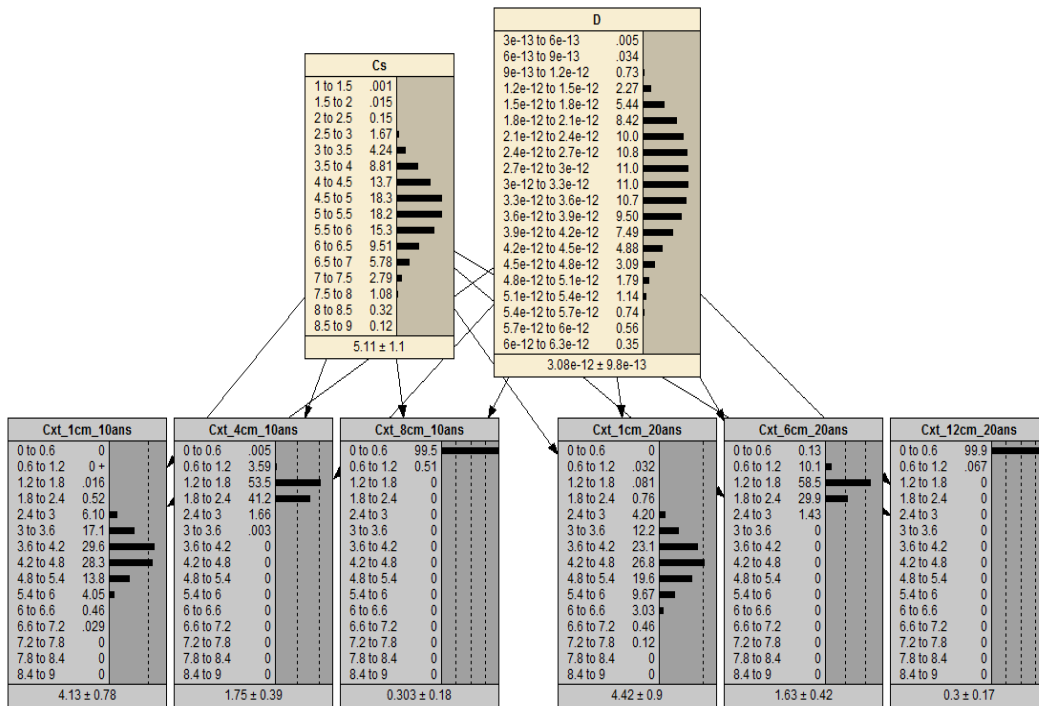 Cs
1 to 1.5 .001
1.5 to 2 .015
2 to 2.5 0.15
2.5 to 3 1.67
3 to 3.5 4.24
3.5 to 4 8.81
4 to 4.5 13.7
4.5 to 5 18.3
5 to 5.5 18.2
5.5 to 6 15.3
6 to 6.5 9.51
6.5 to 7 5.78
7 to 7.5 2.79
7.5 to 8 1.08
8 to 8.5 0.32
8.5 to 9 0.12
5.11 ± 1.1
D
3e-13 to 6e-13 .005
6e-13 to 9e-13 .034
9e-13 to 1.2e-12 0.73
1.2e-12 to 1.5e-12 2.27
1.5e-12 to 1.8e-12 5.44
1.8e-12 to 2.1e-12 8.42
2.1e-12 to 2.4e-12 10.0
2.4e-12 to 2.7e-12 10.8
2.7e-12 to 3e-12 11.0
3e-12 to 3.3e-12 11.0
3.3e-12 to 3.6e-12 10.7
3.6e-12 to 3.9e-12 9.50
3.9e-12 to 4.2e-12 7.49
4.2e-12 to 4.5e-12 4.88
4.5e-12 to 4.8e-12 3.09
4.8e-12 to 5.1e-12 1.79
5.1e-12 to 5.4e-12 1.14
5.4e-12 to 5.7e-12 0.74
5.7e-12 to 6e-12 0.56
6e-12 to 6.3e-12 0.35
3.08e-12 ± 9.8e-13
Cxt_1cm_10ans
0 to 0.6 0
0.6 to 1.2 0 +
1.2 to 1.8 .016
1.8 to 2.4 0.52
2.4 to 3 6.10
3 to 3.6 17.1
3.6 to 4.2 29.6
4.2 to 4.8 28.3
4.8 to 5.4 13.8
5.4 to 6 4.05
6 to 6.6 0.46
6.6 to 7.2 .029
7.2 to 7.8 0
7.8 to 8.4 0
8.4 to 9 0
4.13 ± 0.78
Cxt_4cm_10ans
0 to 0.6 .005
0.6 to 1.2 3.59
1.2 to 1.8 53.5
1.8 to 2.4 41.2
2.4 to 3 1.66
3 to 3.6 .003
3.6 to 4.2 0
4.2 to 4.8 0
4.8 to 5.4 0
5.4 to 6 0
6 to 6.6 0
6.6 to 7.2 0
7.2 to 7.8 0
7.8 to 8.4 0
8.4 to 9 0
1.75 ± 0.39
Cxt_8cm_10ans
0 to 0.6 99.5
0.6 to 1.2 0.51
1.2 to 1.8 0
1.8 to 2.4 0
2.4 to 3 0
3 to 3.6 0
3.6 to 4.2 0
4.2 to 4.8 0
4.8 to 5.4 0
5.4 to 6 0
6 to 6.6 0
6.6 to 7.2 0
7.2 to 7.8 0
7.8 to 8.4 0
8.4 to 9 0
0.303 ± 0.18
Cxt_1cm_20ans
0 to 0.6 0
0.6 to 1.2 .032
1.2 to 1.8 .081
1.8 to 2.4 0.76
2.4 to 3 4.20
3 to 3.6 12.2
3.6 to 4.2 23.1
4.2 to 4.8 26.8
4.8 to 5.4 19.6
5.4 to 6 9.67
6 to 6.6 3.03
6.6 to 7.2 0.46
7.2 to 7.8 0.12
7.8 to 8.4 0
8.4 to 9 0
4.42 ± 0.9
Cxt_6cm_20ans
0 to 0.6 0.13
0.6 to 1.2 10.1
1.2 to 1.8 58.5
1.8 to 2.4 29.9
2.4 to 3 1.43
3 to 3.6 0
3.6 to 4.2 0
4.2 to 4.8 0
4.8 to 5.4 0
5.4 to 6 0
6 to 6.6 0
6.6 to 7.2 0
7.2 to 7.8 0
7.8 to 8.4 0
8.4 to 9 0
1.63 ± 0.42
Cxt_12cm_20ans
0 to 0.6 99.9
0.6 to 1.2 .067
1.2 to 1.8 0
1.8 to 2.4 0
2.4 to 3 0
3 to 3.6 0
3.6 to 4.2 0
4.2 to 4.8 0
4.8 to 5.4 0
5.4 to 6 0
6 to 6.6 0
6.6 to 7.2 0
7.2 to 7.8 0
7.8 to 8.4 0
8.4 to 9 0
0.3 ± 0.17